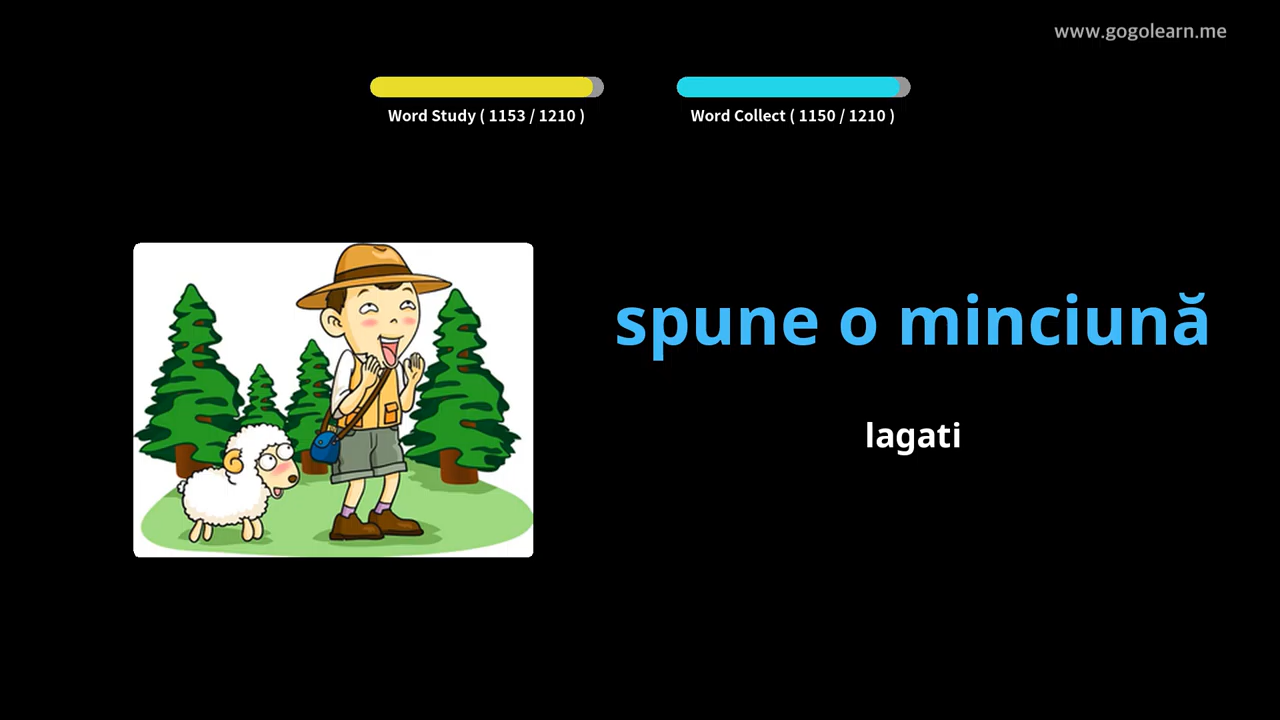 www.gogolearn.me
Word Study ( 1153 / 1210 )
Word Collect ( 1150 / 1210 )
spune o minciună
lagati